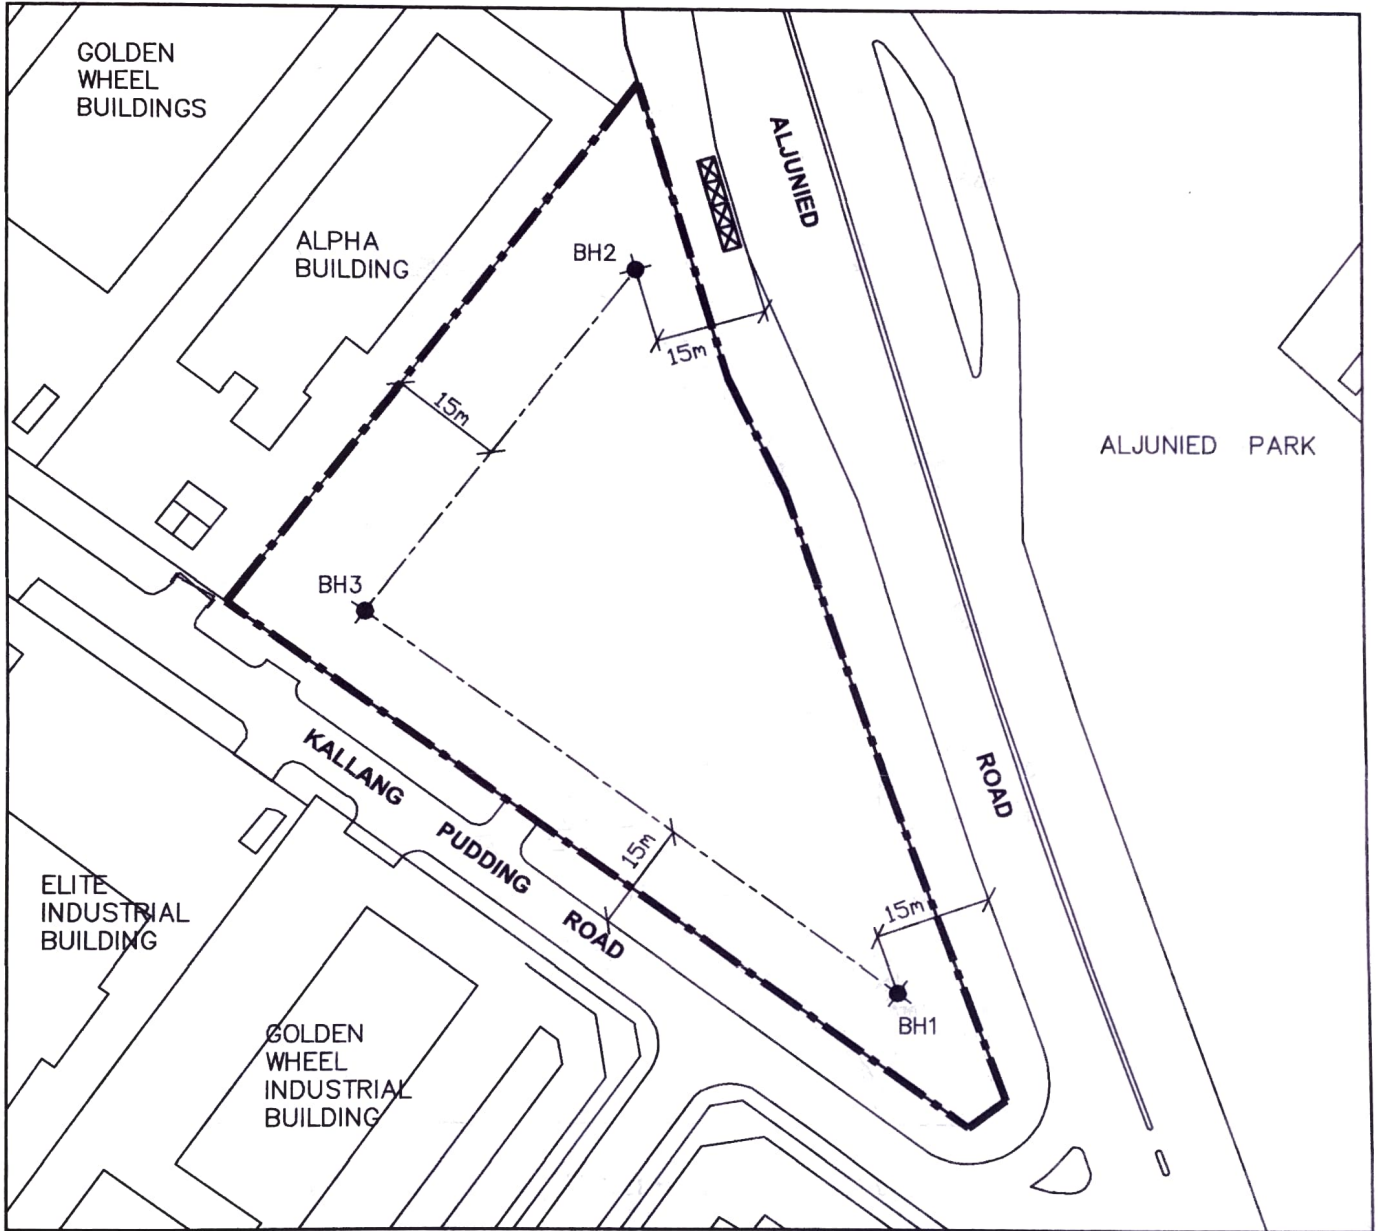 GOLDEN
WHEEL
BUILDINGS
ALJUNIED
ALPHA
BUILDING
BH2
15m
15m
ALJUNIED PARK
BH3
KALLANG
PUDDING
ROAD
ROAD
15m
15m
BH1
ELITE
INDUSTRIAL
BUILDING
GOLDEN
WHEEL
INDUSTRIAL
BUILDING